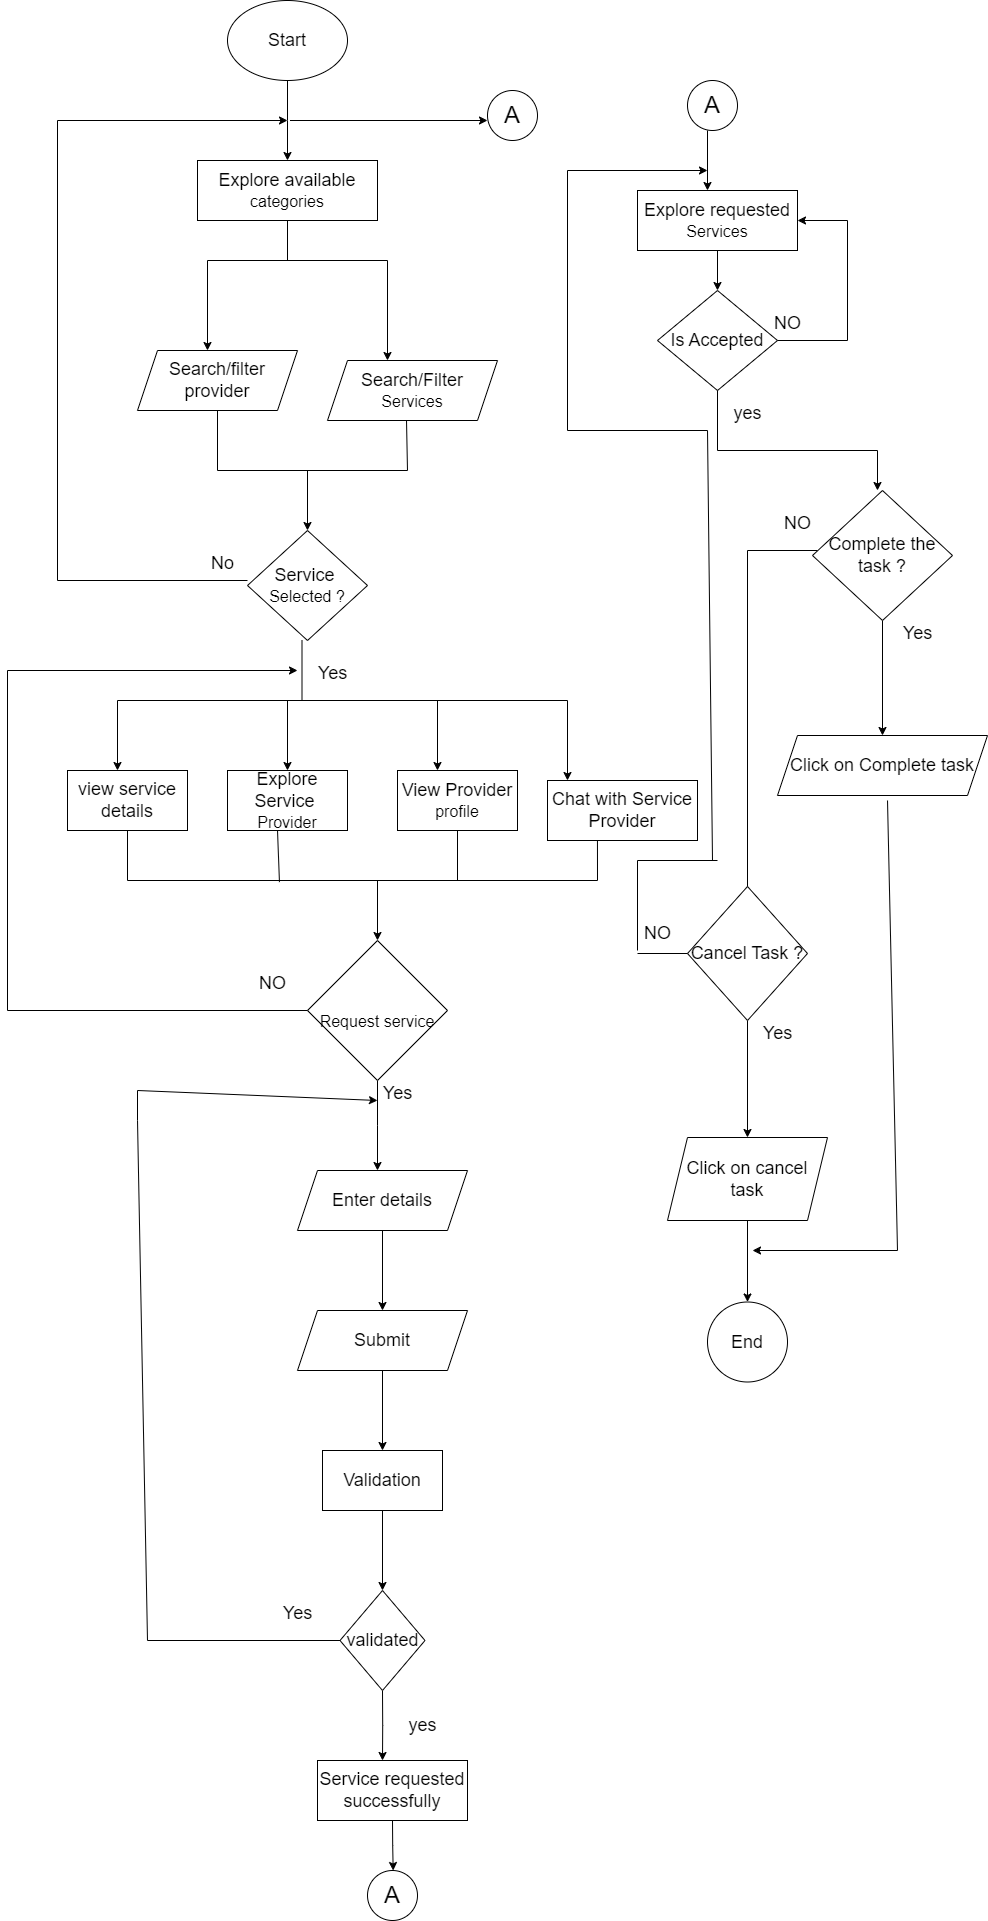 Start
A
Explore available
categories
Search/filter
provider
Search/Filter
Services
No
Service
Selected ?
Yes
view service
details
Explore
Service
Provider
View Provider
profile
Chat with Service
Provider
NO
Request service
Yes
Enter details
Submit
Validation
Yes
validated
yes
Service requested
successfully
A
A
Explore requested
Services
Is Accepted
NO
yes
NO
Complete the
task ?
Yes
Click on Complete task
NO
Cancel Task ?
Yes
Click on cancel
task
End